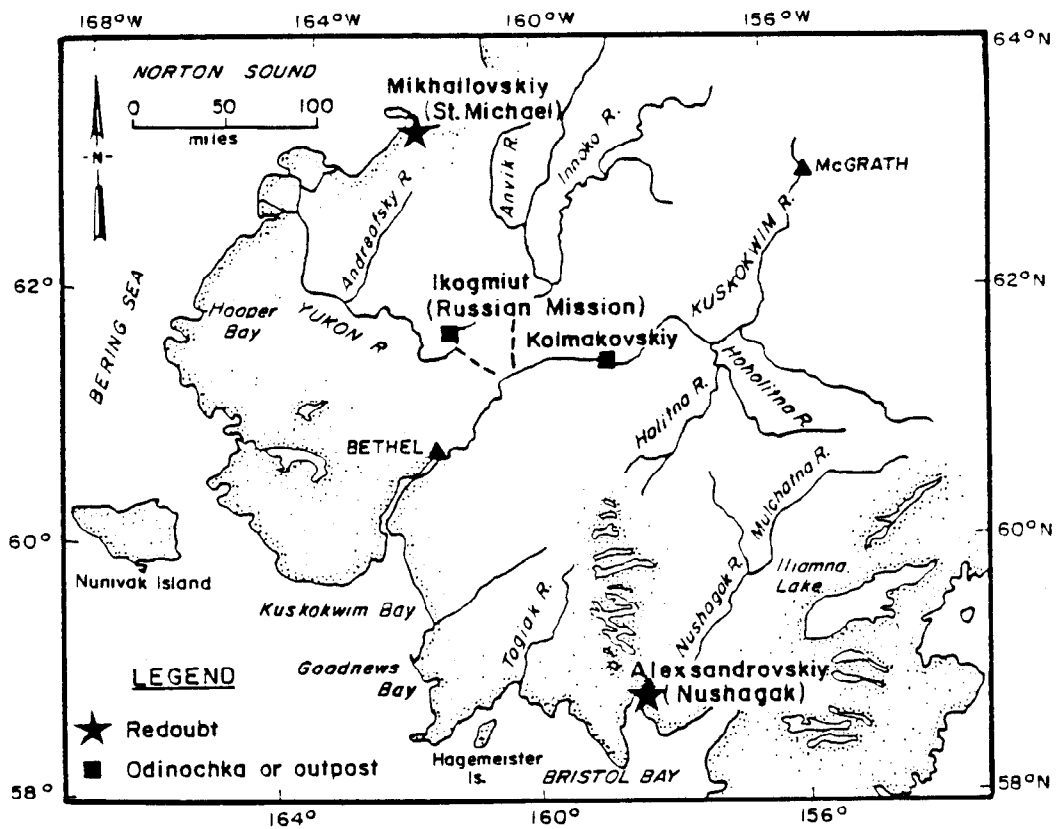 168°W
164°W
160°W
156°W
64°N
NORTON SOUND
0 50 100
miles
Mikhailovskiy
(St. Michael)
-N-
Anvik R.
Innoko R.
McGRATH
Andreafsky R.
KUSKOKWIM R.
62°
62°
Ikogmiut
(Russian Mission)
Hooper
Bay
YUKON R.
Kolmakovskiy
BERING SEA
Holitna R.
Hoholitna R.
BETHEL
Mulchatna R.
60°
60°N
Nunivak Island
Iliamna
Lake
Kuskokwim Bay
Togiak R.
Nushagak R.
Goodnews
Bay
Alexsandrovskiy
(Nushagak)
LEGEND
Redoubt
Odinochka or outpost
Hagemeister
Is.
BRISTOL BAY
58°
58°N
164°
160°
156°